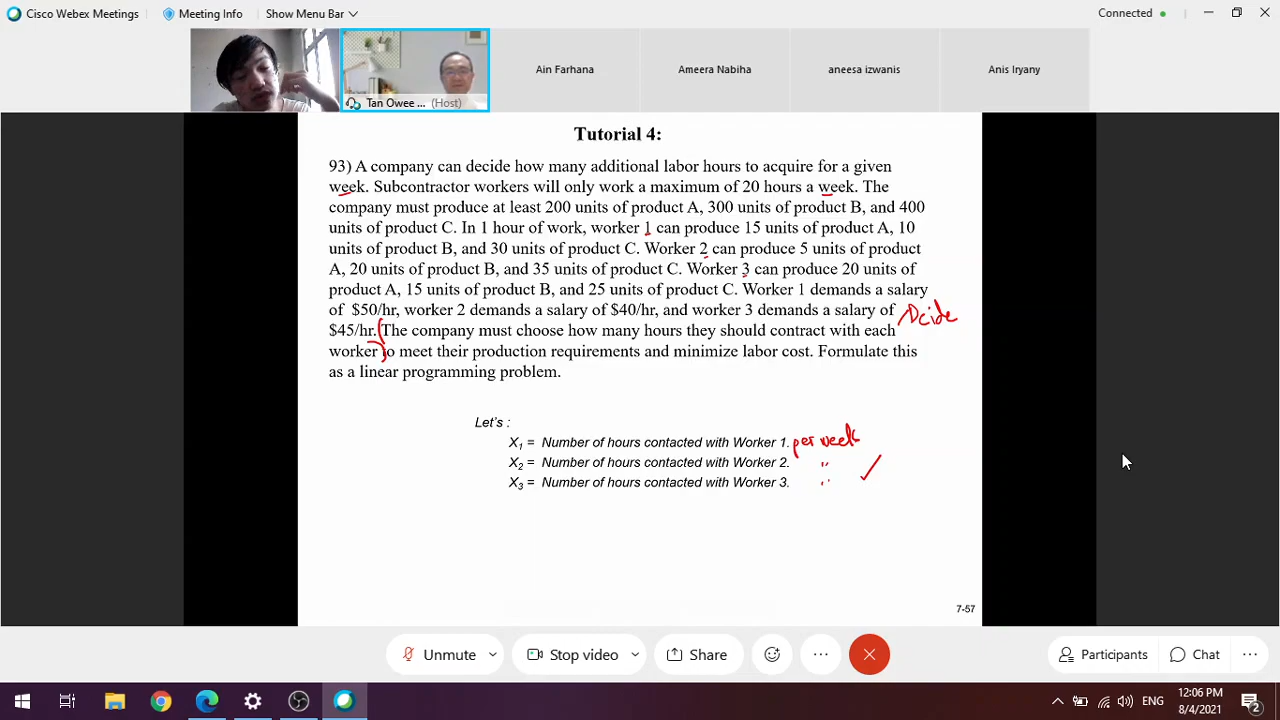 Cisco Webex Meetings
Meeting Info
Show Menu Bar
Connected
Tan Owee ... (Host)
Ain Farhana
Ameera Nabiha
aneesa izwanis
Anis Iryany
Tutorial 4:
93) A company can decide how many additional labor hours to acquire for a given
week. Subcontractor workers will only work a maximum of 20 hours a week. The
company must produce at least 200 units of product A, 300 units of product B, and 400
units of product C. In 1 hour of work, worker 1 can produce 15 units of product A, 10
units of product B, and 30 units of product C. Worker 2 can produce 5 units of product
A, 20 units of product B, and 35 units of product C. Worker 3 can produce 20 units of
product A, 15 units of product B, and 25 units of product C. Worker 1 demands a salary
of $50/hr, worker 2 demands a salary of $40/hr, and worker 3 demands a salary of
Dcide
$45/hr. (The company must choose how many hours they should contract with each
worker) to meet their production requirements and minimize labor cost. Formulate this
as a linear programming problem.
Let's :
X1 = Number of hours contacted with Worker 1. per week
X2 = Number of hours contacted with Worker 2. "
X3 = Number of hours contacted with Worker 3. "
7-57
Unmute
Stop video
Share
Participants
Chat
ENG
12:06 PM
8/4/2021
2